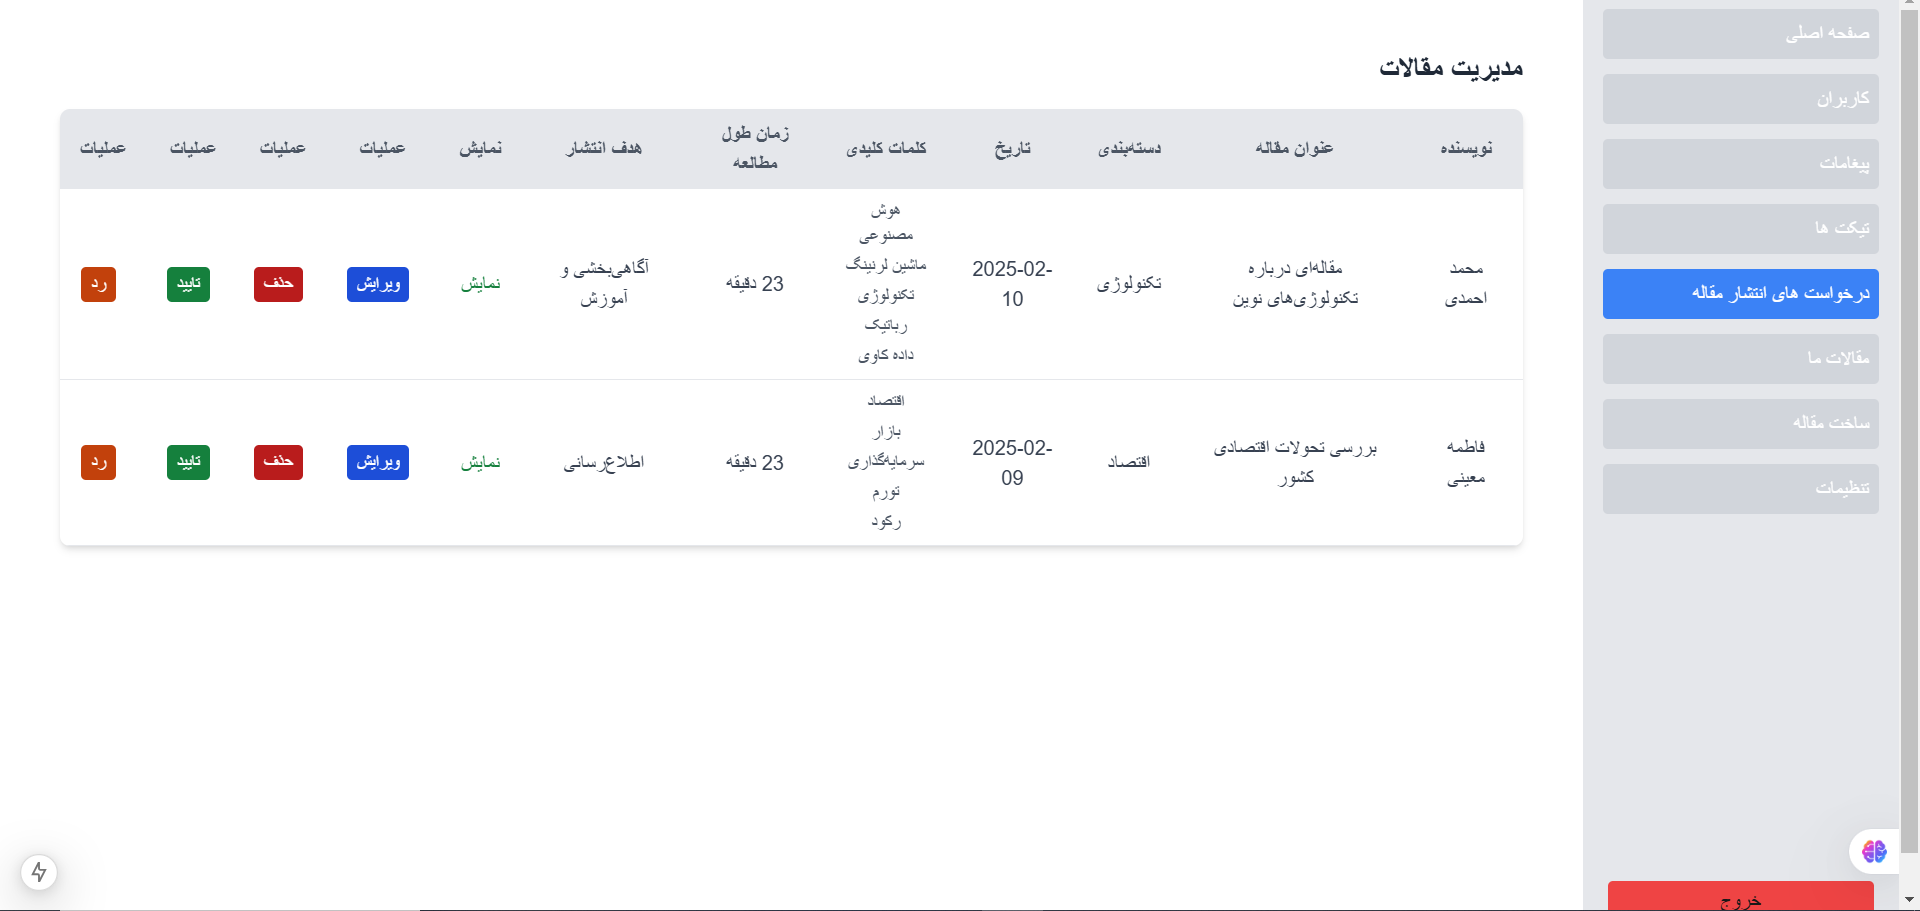 صفحه اصلی
کاربران
پیغامات
تیکت ها
درخواست های انتشار مقاله
مقالات ما
ساخت مقاله
تنظیمات
خروج
مدیریت مقالات
نویسنده
عنوان مقاله
دسته‌بندی
تاریخ
کلمات کلیدی
زمان طول
مطالعه
هدف انتشار
نمایش
عملیات
عملیات
عملیات
عملیات
محمد
احمدی
مقاله‌ای درباره
تکنولوژی‌های نوین
تکنولوژی
2025-02-
10
هوش
مصنوعی
ماشین لرنینگ
تکنولوژی
رباتیک
داده کاوی
23 دقیقه
آگاهی‌بخشی و
آموزش
نمایش
ویرایش
حذف
تایید
رد
فاطمه
معینی
بررسی تحولات اقتصادی
کشور
اقتصاد
2025-02-
09
اقتصاد
بازار
سرمایه‌گذاری
تورم
رکود
23 دقیقه
اطلاع‌رسانی
نمایش
ویرایش
حذف
تایید
رد